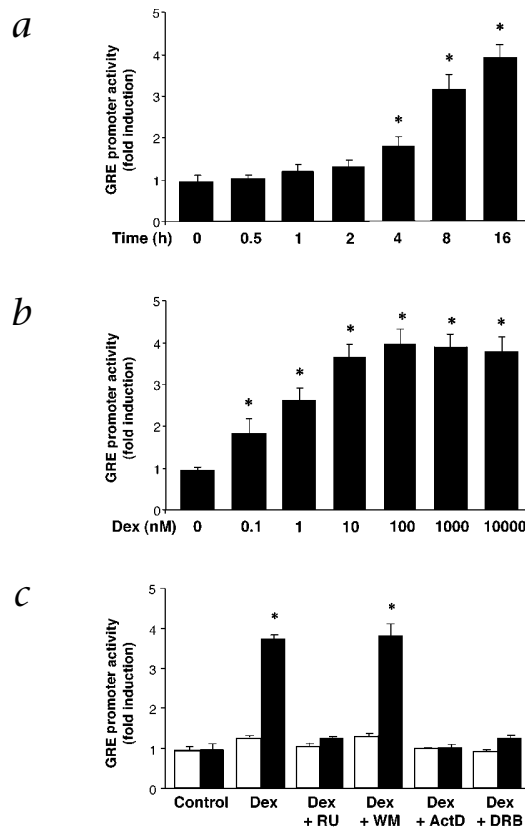 a
GRE promoter activity
(fold induction)
5
4
3
2
1
0
*
*
*
Time (h) 0 0.5 1 2 4 8 16
b
GRE promoter activity
(fold induction)
5
4
3
2
1
0
*
*
*
*
*
*
Dex (nM) 0 0.1 1 10 100 1000 10000
c
GRE promoter activity
(fold induction)
5
4
3
2
1
0
*
*
Control Dex Dex Dex Dex Dex
+ RU + WM + ActD + DRB